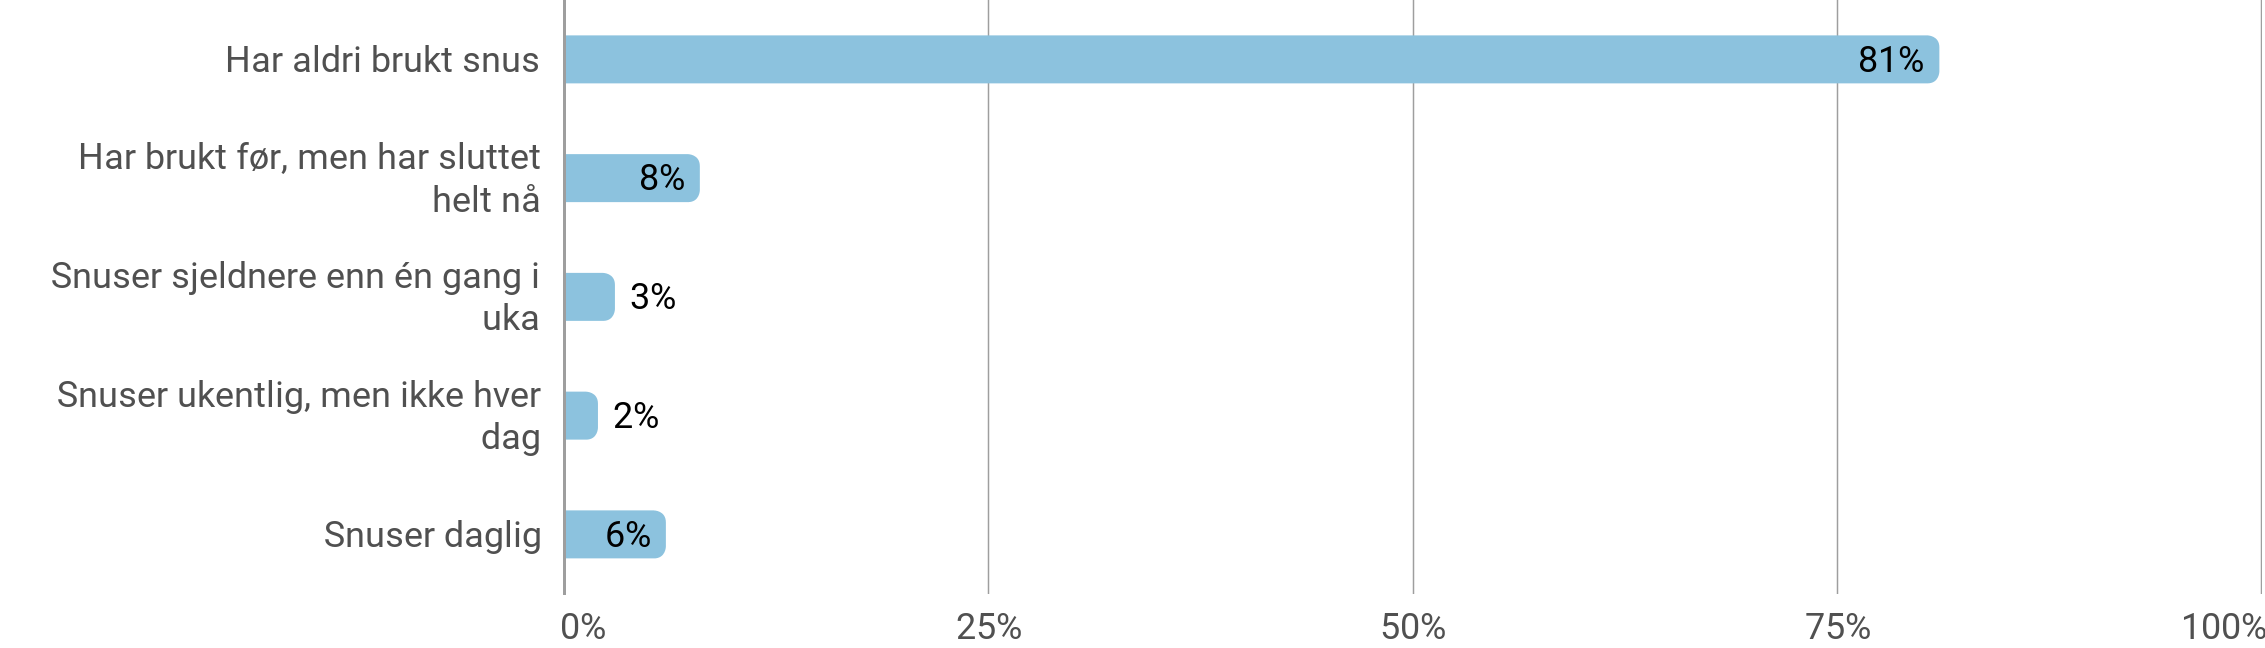 Har aldri brukt snus
81%
Har brukt før, men har sluttet
helt nå
8%
Snuser sjeldnere enn én gang i
uka
3%
Snuser ukentlig, men ikke hver
dag
2%
Snuser daglig
6%
0%
25%
50%
75%
100%